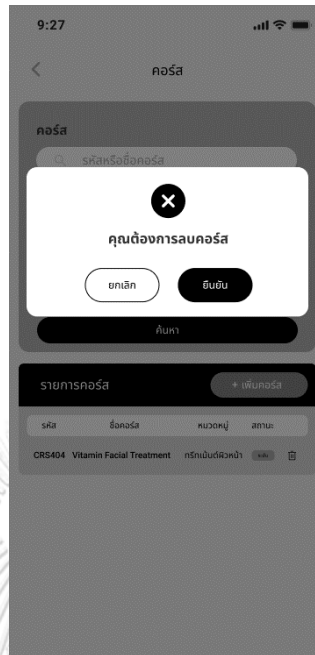 9:27
คอร์ส
คอร์ส
รหัสหรือชื่อคอร์ส
คุณต้องการลบคอร์ส
ยกเลิก ยืนยัน
ค้นหา
รายการคอร์ส + เพิ่มคอร์ส
รหัส ชื่อคอร์ส หมวดหมู่ สถานะ
CRS404 Vitamin Facial Treatment ทรีทเม้นต์ผิวหน้า